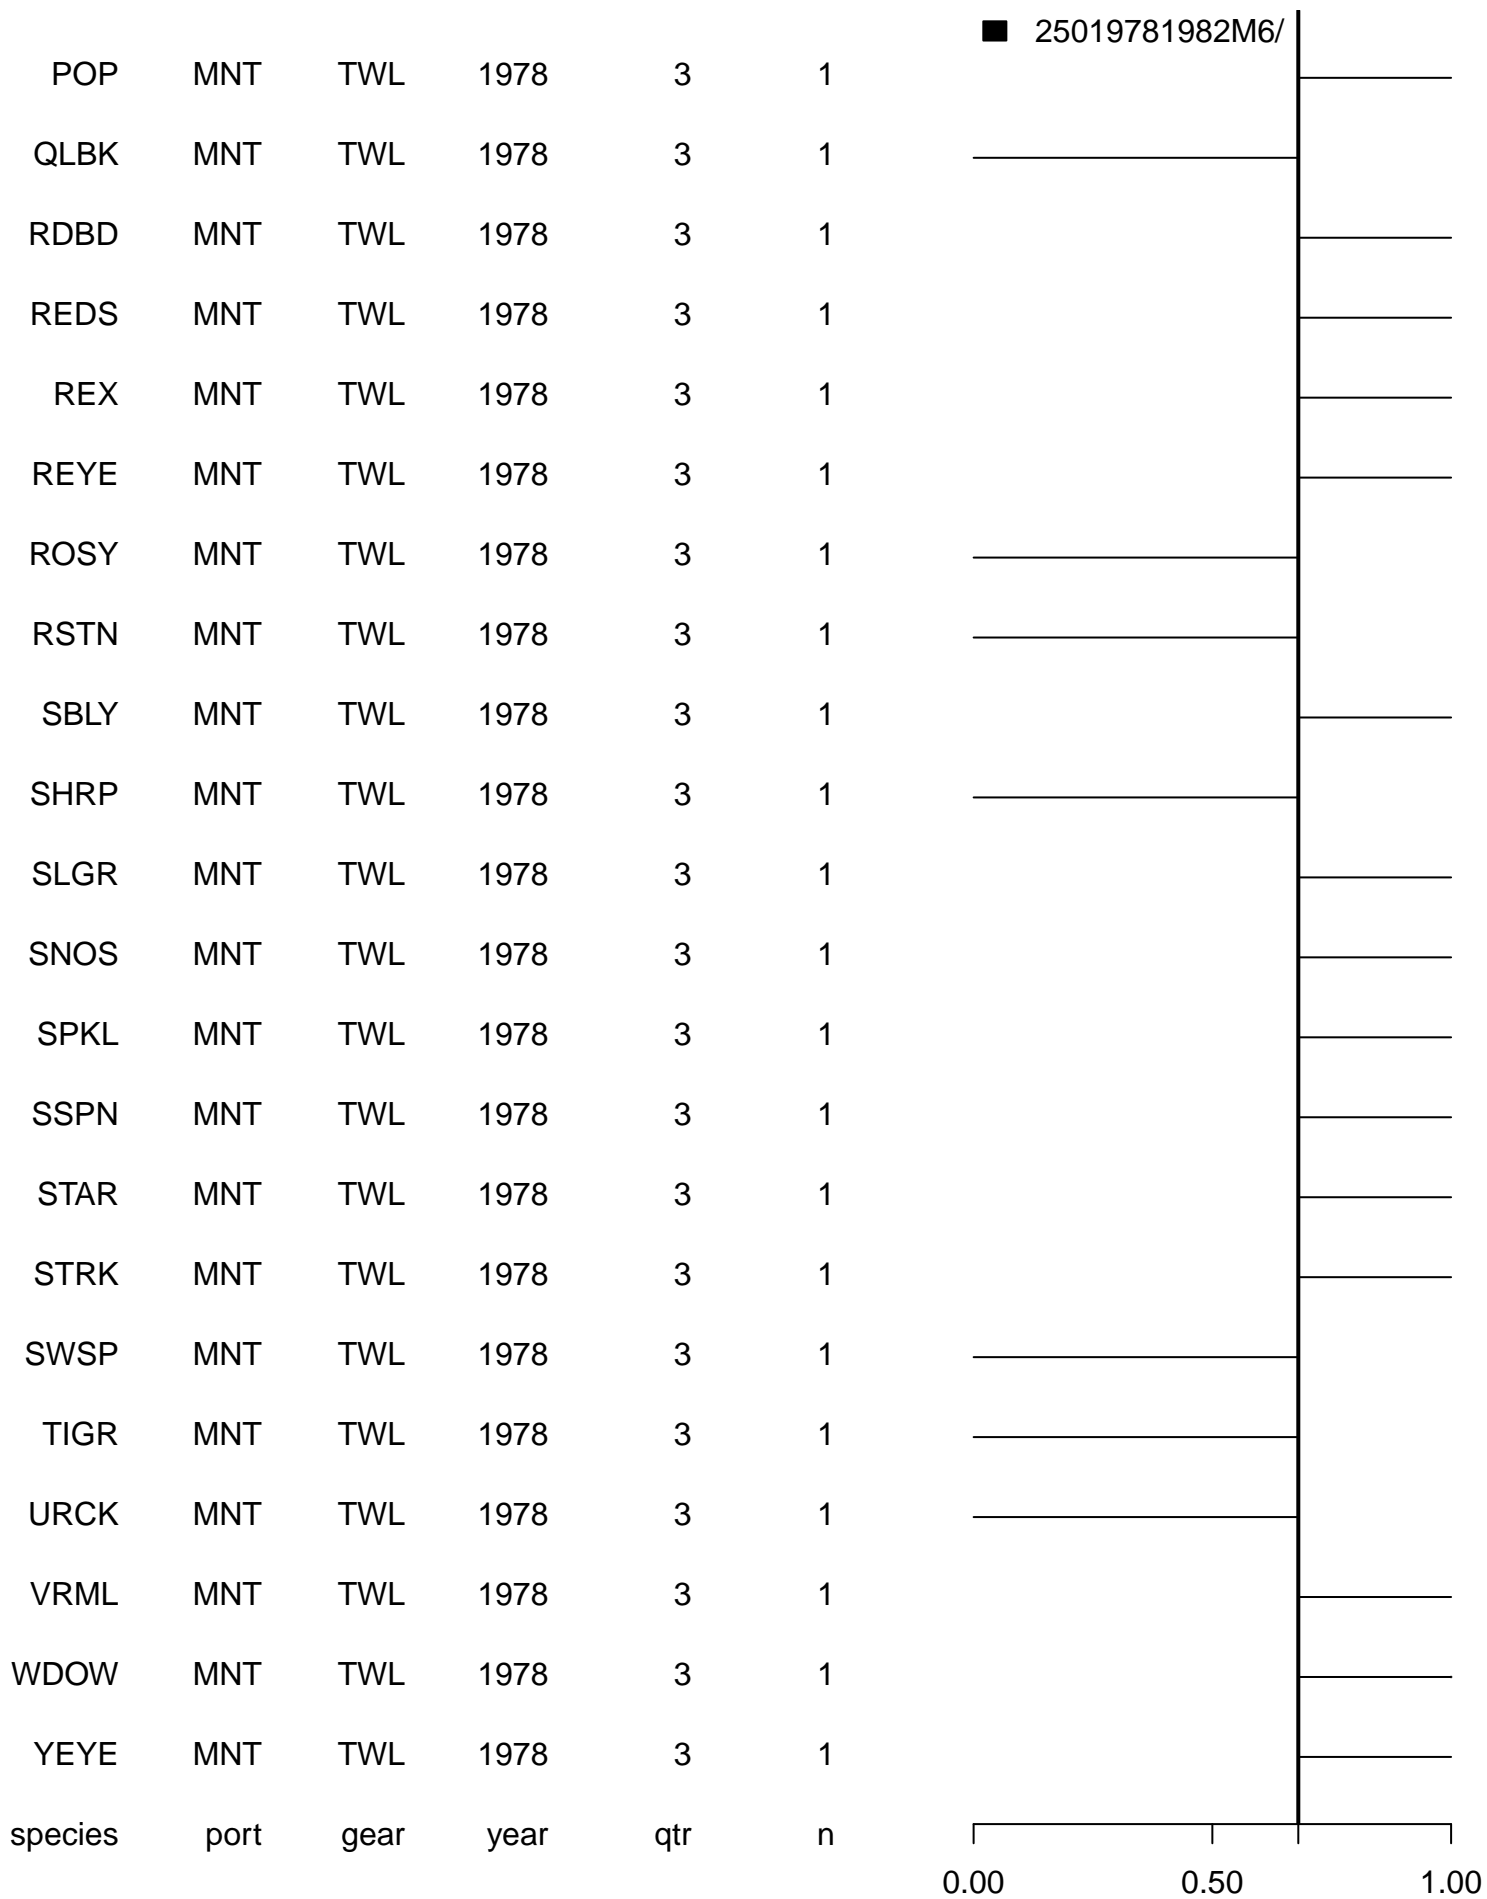 25019781982M6/
POP MNT TWL 1978 3 1
QLBK MNT TWL 1978 3 1
RDBD MNT TWL 1978 3 1
REDS MNT TWL 1978 3 1
REX MNT TWL 1978 3 1
REYE MNT TWL 1978 3 1
ROSY MNT TWL 1978 3 1
RSTN MNT TWL 1978 3 1
SBLY MNT TWL 1978 3 1
SHRP MNT TWL 1978 3 1
SLGR MNT TWL 1978 3 1
SNOS MNT TWL 1978 3 1
SPKL MNT TWL 1978 3 1
SSPN MNT TWL 1978 3 1
STAR MNT TWL 1978 3 1
STRK MNT TWL 1978 3 1
SWSP MNT TWL 1978 3 1
TIGR MNT TWL 1978 3 1
URCK MNT TWL 1978 3 1
VRML MNT TWL 1978 3 1
WDOW MNT TWL 1978 3 1
YEYE MNT TWL 1978 3 1
species port gear year qtr n
0.00 0.50 1.00